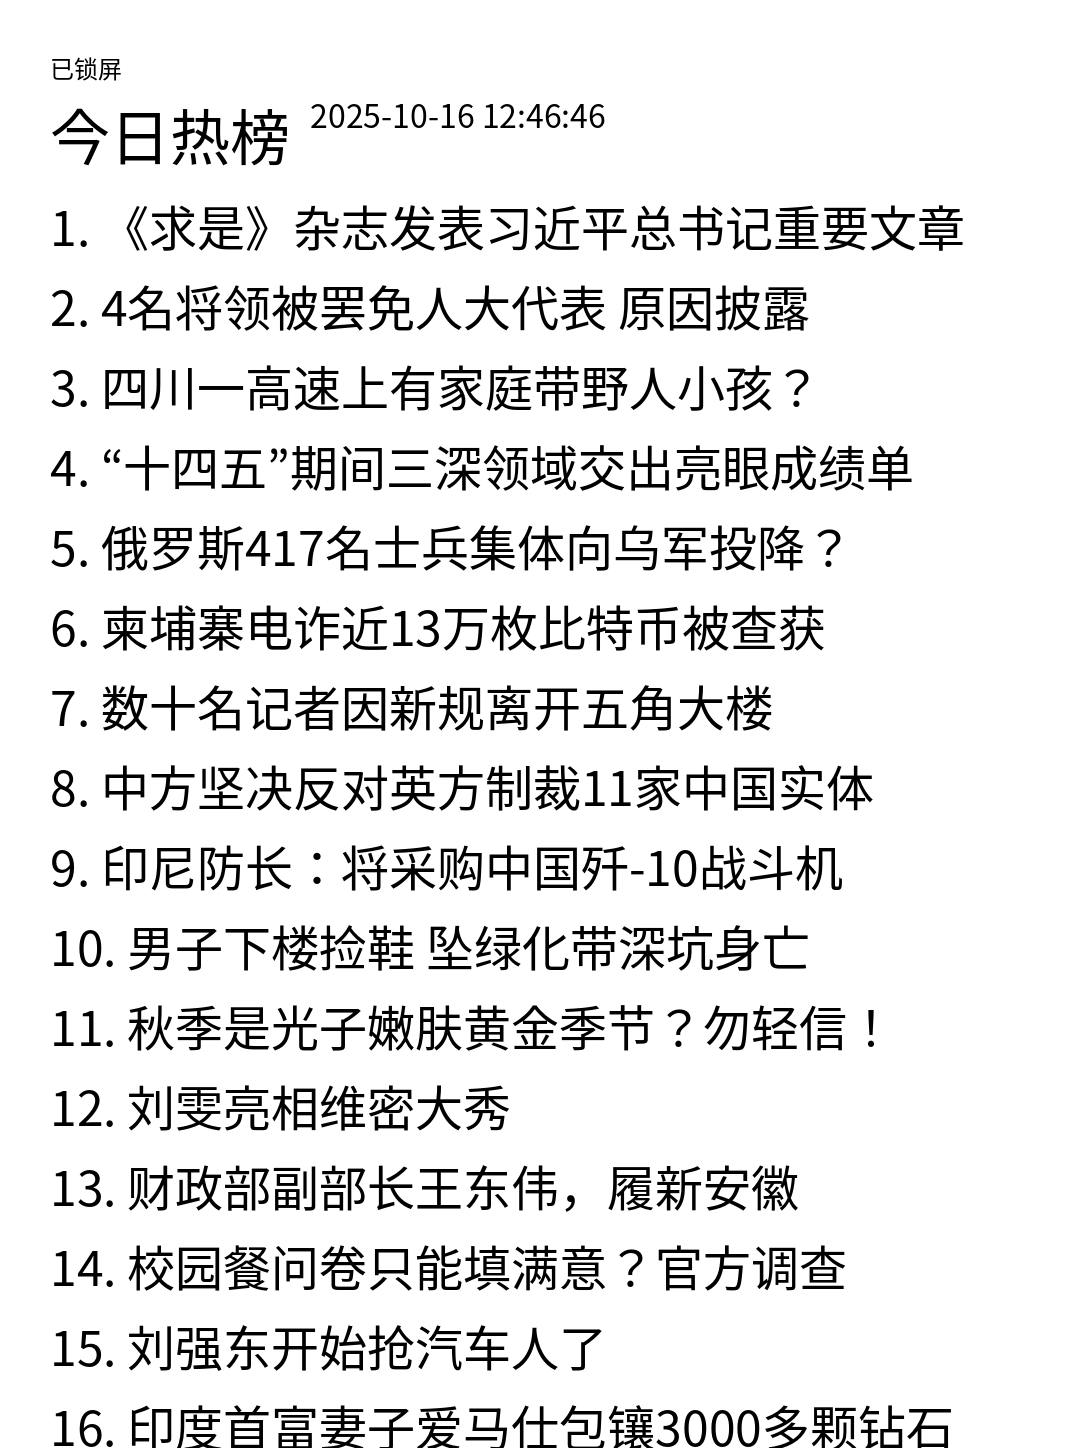 已锁屏
今日热榜 2025-10-16 12:46:46
1. 《求是》杂志发表习近平总书记重要文章
2. 4名将领被罢免人大代表 原因披露
3. 四川一高速上有家庭带野人小孩？
4. “十四五”期间三深领域交出亮眼成绩单
5. 俄罗斯417名士兵集体向乌军投降？
6. 柬埔寨电诈近13万枚比特币被查获
7. 数十名记者因新规离开五角大楼
8. 中方坚决反对英方制裁11家中国实体
9. 印尼防长：将采购中国歼-10战斗机
10. 男子下楼捡鞋 坠绿化带深坑身亡
11. 秋季是光子嫩肤黄金季节？勿轻信！
12. 刘雯亮相维密大秀
13. 财政部副部长王东伟，履新安徽
14. 校园餐问卷只能填满意？官方调查
15. 刘强东开始抢汽车人了
16. 印度首富妻子爱马仕包镶3000多颗钻石